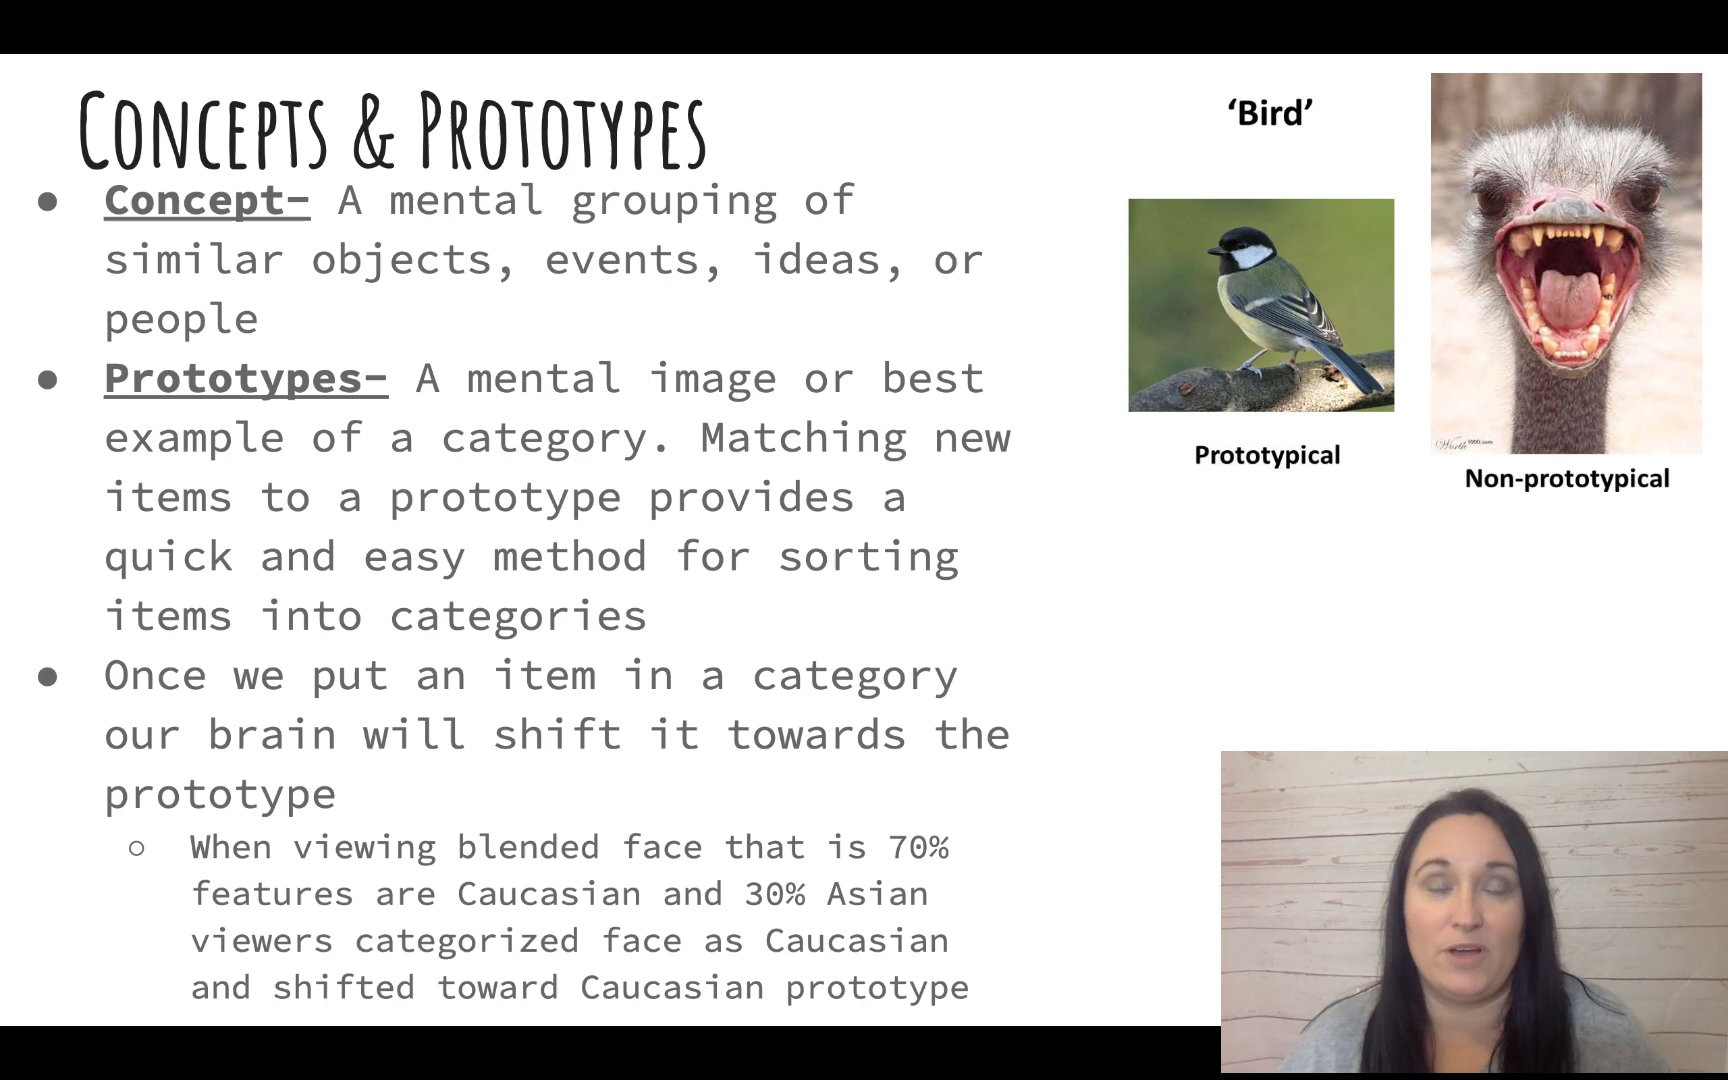 CONCEPTS & PROTOTYPES
● Concept- A mental grouping of
similar objects, events, ideas, or
people
● Prototypes- A mental image or best
example of a category. Matching new
items to a prototype provides a
quick and easy method for sorting
items into categories
● Once we put an item in a category
our brain will shift it towards the
prototype
○ When viewing blended face that is 70%
features are Caucasian and 30% Asian
viewers categorized face as Caucasian
and shifted toward Caucasian prototype
‘Bird’
Prototypical
Worth1000.com
Non-prototypical